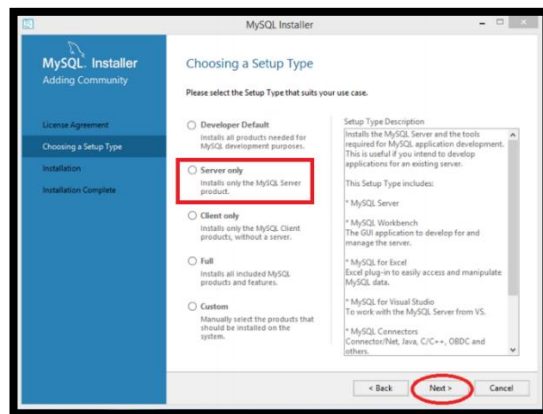 MySQL Installer
MySQL. Installer
Adding Community
License Agreement
Choosing a Setup Type
Installation
Installation Complete
Choosing a Setup Type
Please select the Setup Type that suits your use case.
Developer Default
Installs all products needed for
MySQL development purposes.
Server only
Installs only the MySQL Server
product.
Client only
Installs only the MySQL Client
products, without a server.
Full
Installs all included MySQL
products and features.
Custom
Manually select the products that
should be installed on the
system.
Setup Type Description
Installs the MySQL Server and the tools
required for MySQL application development.
This is useful if you intend to develop
applications for an existing server.
This Setup Type includes:
* MySQL Server
* MySQL Workbench
The GUI application to develop for and
manage the server.
* MySQL for Excel
Excel plug-in to easily access and manipulate
MySQL data.
* MySQL for Visual Studio
To work with the MySQL Server from VS.
* MySQL Connectors
Connector/Net, Java, C/C++, OBDC and
others.
< Back
Next >
Cancel